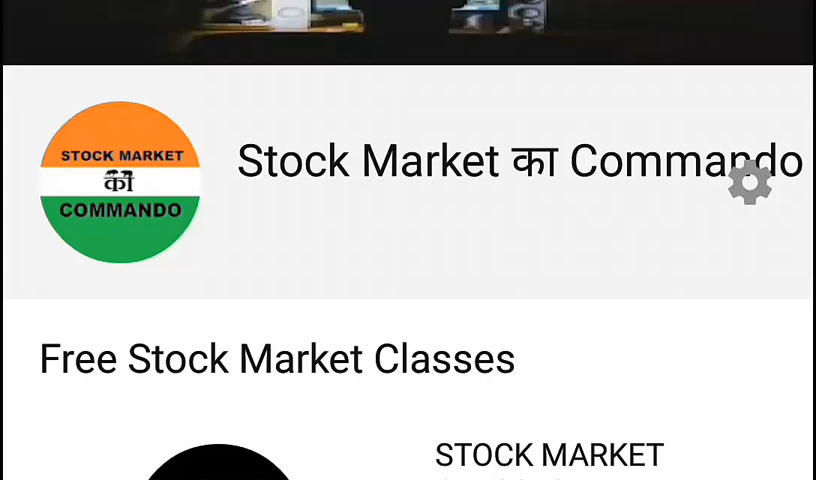 STOCK MARKET
का
COMMANDO
Stock Market का Commando
Free Stock Market Classes
STOCK MARKET